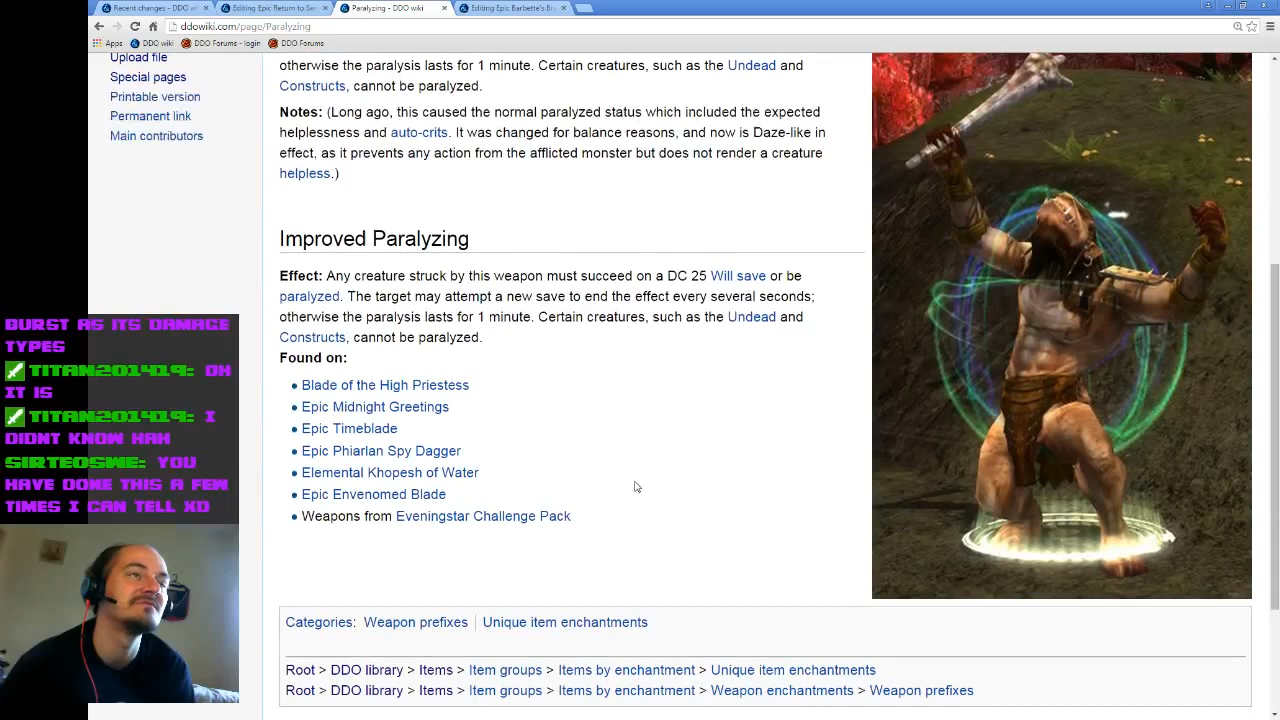 Recent changes - DDO wi
Editing Epic Return to Se
Paralyzing - DDO wiki
Editing Epic Barbette's Br
ddowiki.com/page/Paralyzing
Apps DDO wiki DDO Forums - login DDO Forums
Upload file
Special pages
Printable version
Permanent link
Main contributors
otherwise the paralysis lasts for 1 minute. Certain creatures, such as the Undead and
Constructs, cannot be paralyzed.
Notes: (Long ago, this caused the normal paralyzed status which included the expected
helplessness and auto-crits. It was changed for balance reasons, and now is Daze-like in
effect, as it prevents any action from the afflicted monster but does not render a creature
helpless.)
Improved Paralyzing
Effect: Any creature struck by this weapon must succeed on a DC 25 Will save or be
paralyzed. The target may attempt a new save to end the effect every several seconds;
otherwise the paralysis lasts for 1 minute. Certain creatures, such as the Undead and
Constructs, cannot be paralyzed.
Found on:
Blade of the High Priestess
Epic Midnight Greetings
Epic Timeblade
Epic Phiarlan Spy Dagger
Elemental Khopesh of Water
Epic Envenomed Blade
Weapons from Eveningstar Challenge Pack
Categories: Weapon prefixes Unique item enchantments
Root > DDO library > Items > Item groups > Items by enchantment > Unique item enchantments
Root > DDO library > Items > Item groups > Items by enchantment > Weapon enchantments > Weapon prefixes
BURST AS ITS DAMAGE
TYPES
TITAN201419: OH
IT IS
TITAN201419: I
DIDNT KNOW HAH
SIRTEOSWE: YOU
HAVE DONE THIS A FEW
TIMES I CAN TELL XD